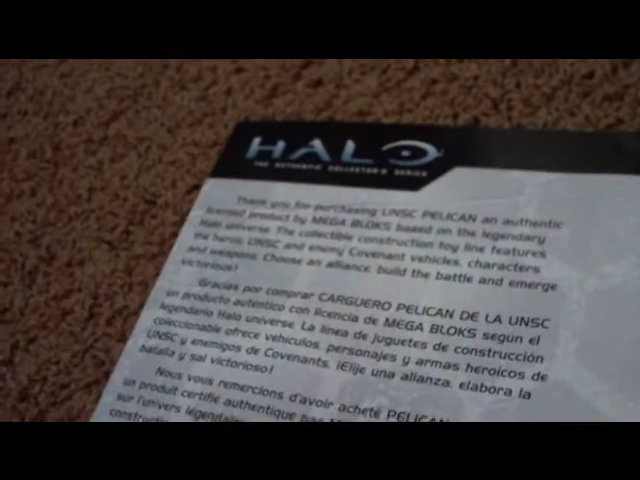 HALO
THE AUTHENTIC COLLECTOR'S SERIES
Thank you for purchasing UNSC PELICAN an authentic
licensed product by MEGA BLOKS based on the legendary
Halo universe. The collectible construction toy line features
the heroic UNSC and enemy Covenant vehicles, characters
and weapons. Choose an alliance, build the battle and emerge
victorious!
Gracias por comprar CARGUERO PELICAN DE LA UNSC
un producto auténtico con licencia de MEGA BLOKS según el
legendario Halo universe. La línea de juguetes de construcción
coleccionable ofrece vehículos, personajes y armas heroicos de
UNSC y enemigos de Covenants. ¡Elije una alianza, elabora la
batalla y sal victorioso!
Nous vous remercions d'avoir acheté PELICAN
un produit certifié authentique par
sur l'univers légendaire